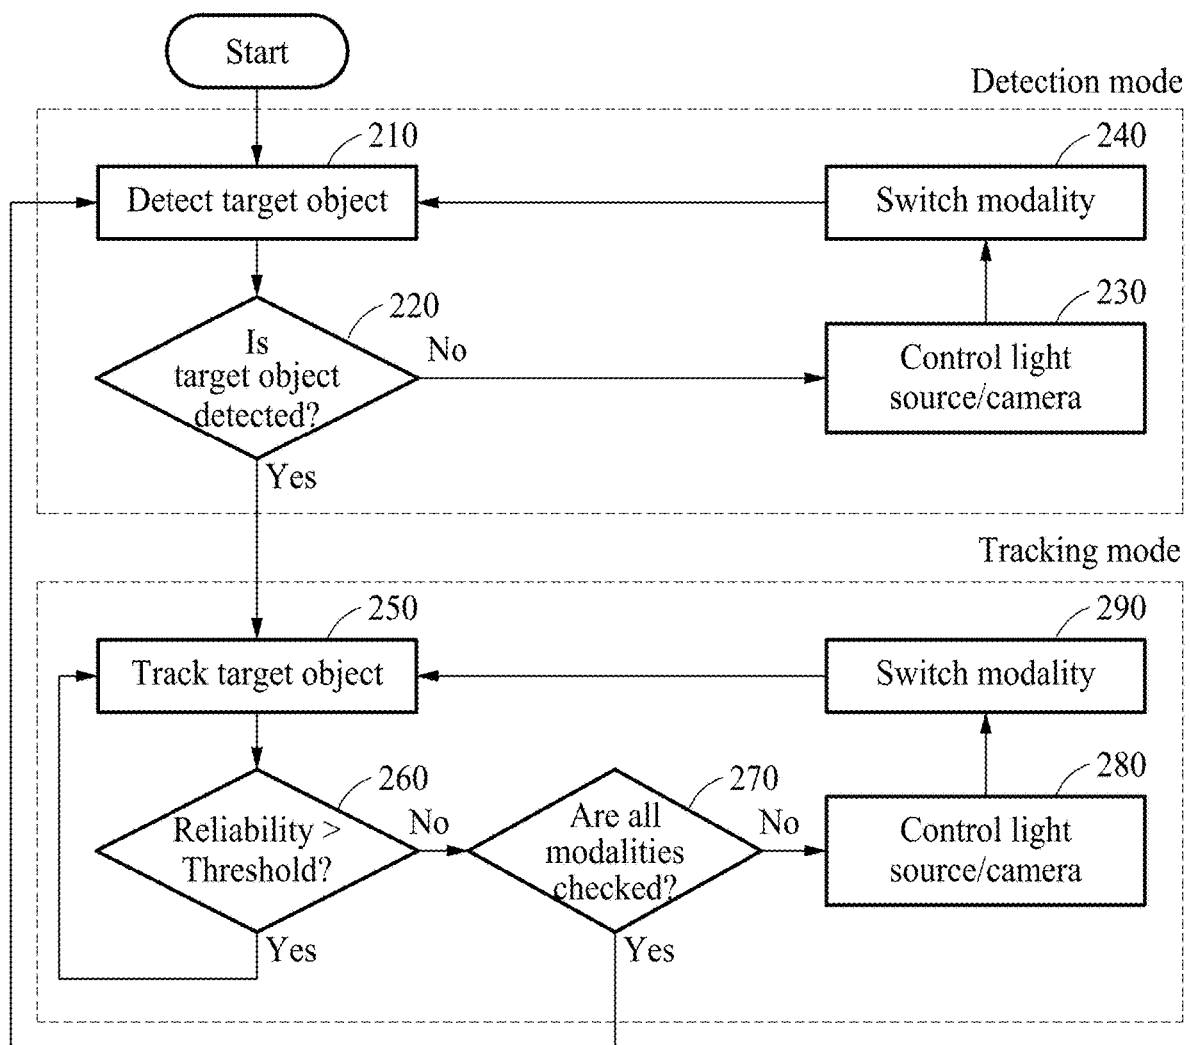 Start
Detection mode
210
Detect target object
240
Switch modality
220
Is
target object
detected?
No
Yes
230
Control light
source/camera
Tracking mode
250
Track target object
290
Switch modality
260
Reliability >
Threshold?
No
Yes
270
Are all
modalities
checked?
No
Yes
280
Control light
source/camera